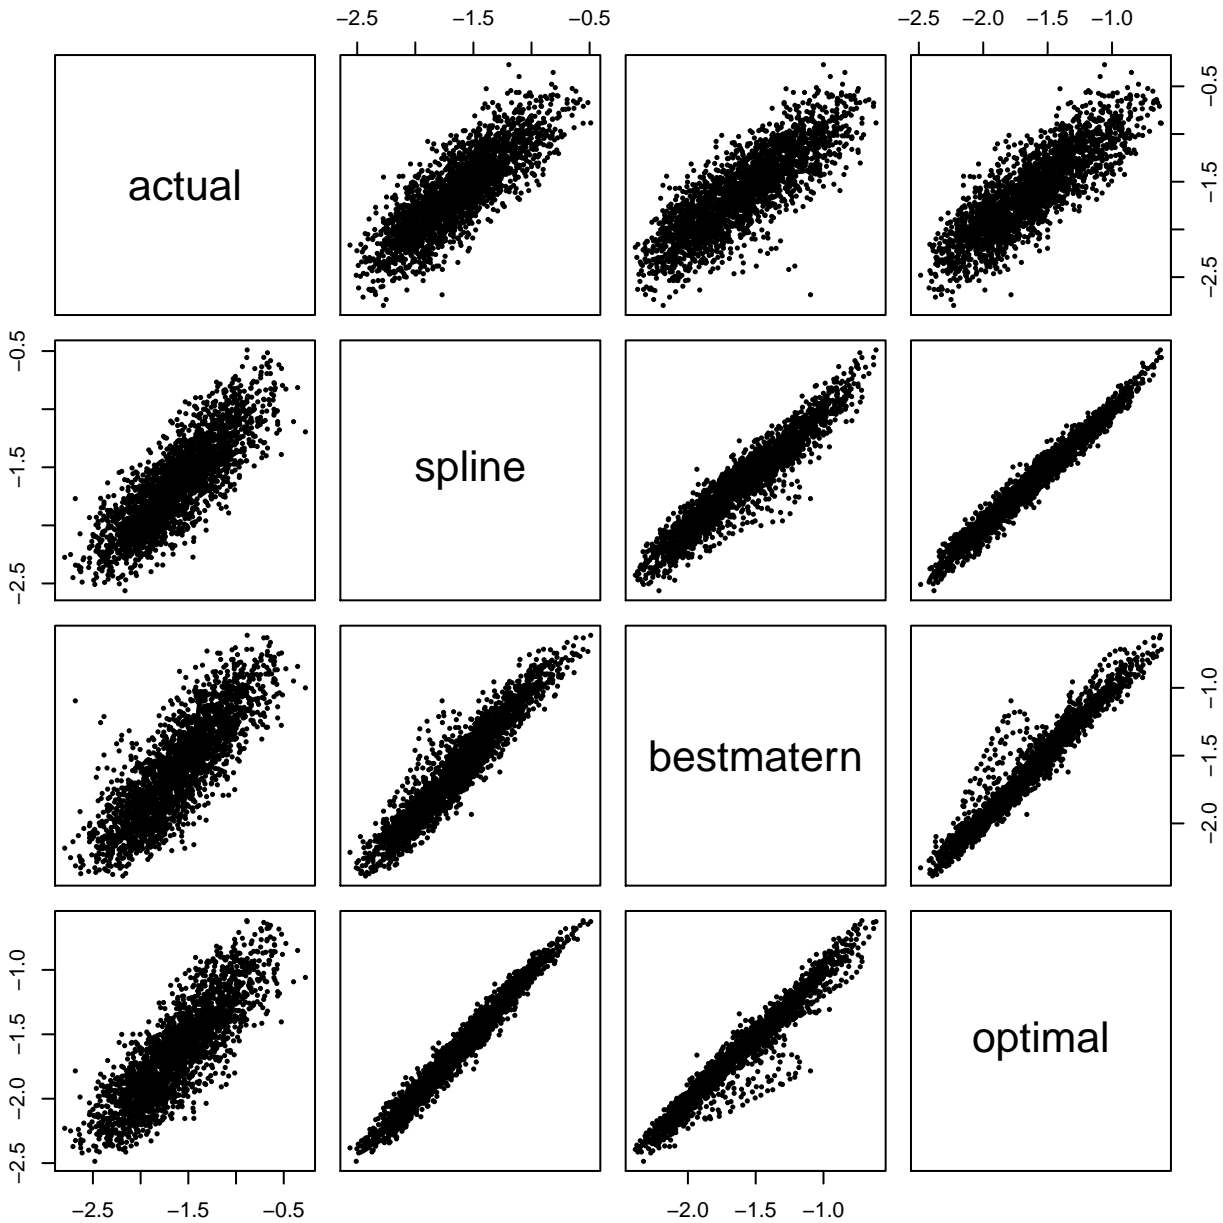 −2.5 −1.5 −0.5 −2.5 −2.0 −1.5 −1.0
actual
−2.5 −1.5 −0.5
−2.5 −1.5 −0.5
spline
bestmatern
−2.0 −1.5 −1.0
−2.5 −2.0 −1.5 −1.0
optimal
−2.5 −1.5 −0.5 −2.0 −1.5 −1.0